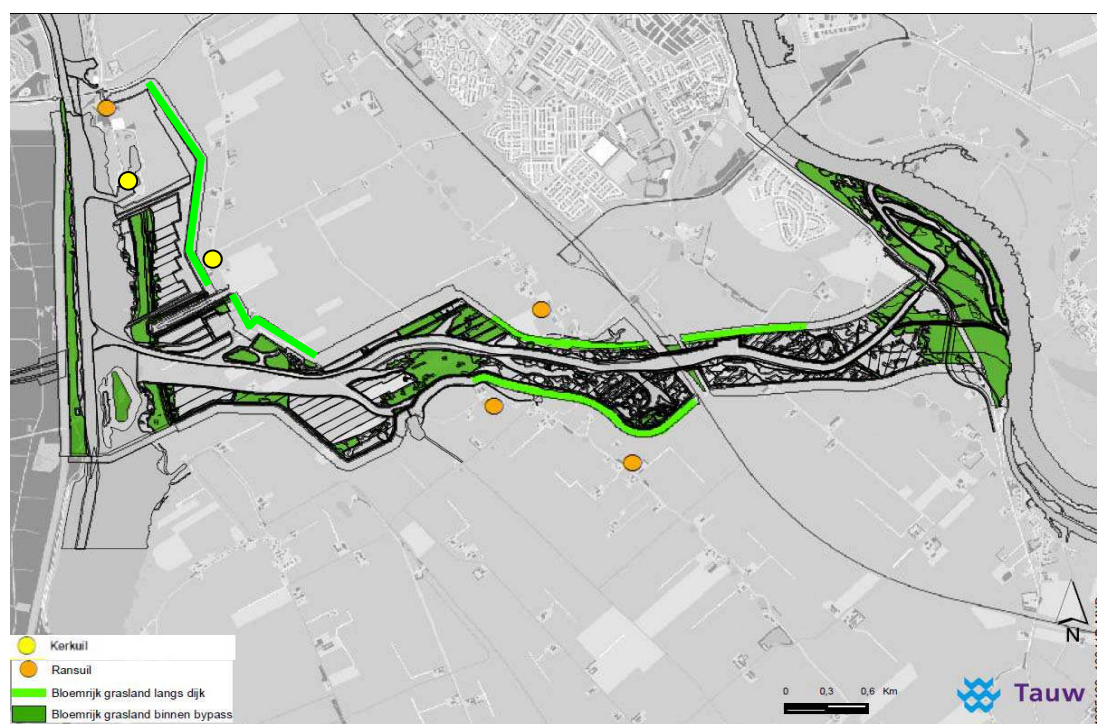 Kerkuil
Ransuil
Bloemrijk grasland langs dijk
Bloemrijk grasland binnen bypass
0 0,3 0,6 Km
N
Tauw